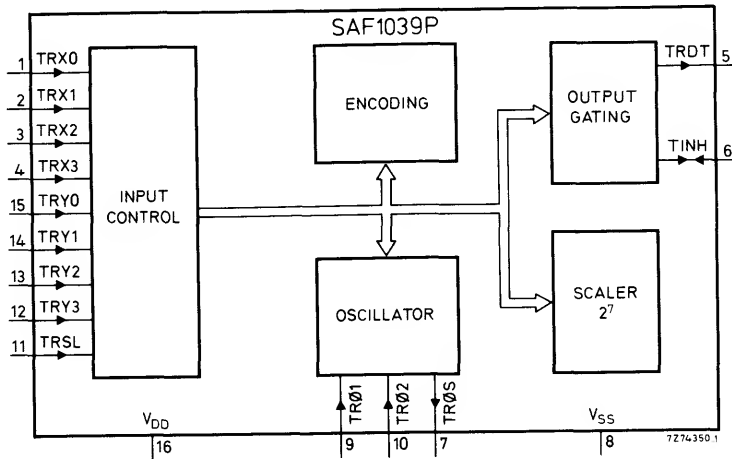 SAF1039P
1 TRX0
2 TRX1
3 TRX2
4 TRX3
15 TRY0
14 TRY1
13 TRY2
12 TRY3
11 TRSL
INPUT
CONTROL
ENCODING
OSCILLATOR
OUTPUT
GATING
SCALER
2⁷
TRDT 5
TINH 6
TRØ1
TRØ2
TRØS
V_DD
16
9
10
7
V_SS
8
7Z74350.1